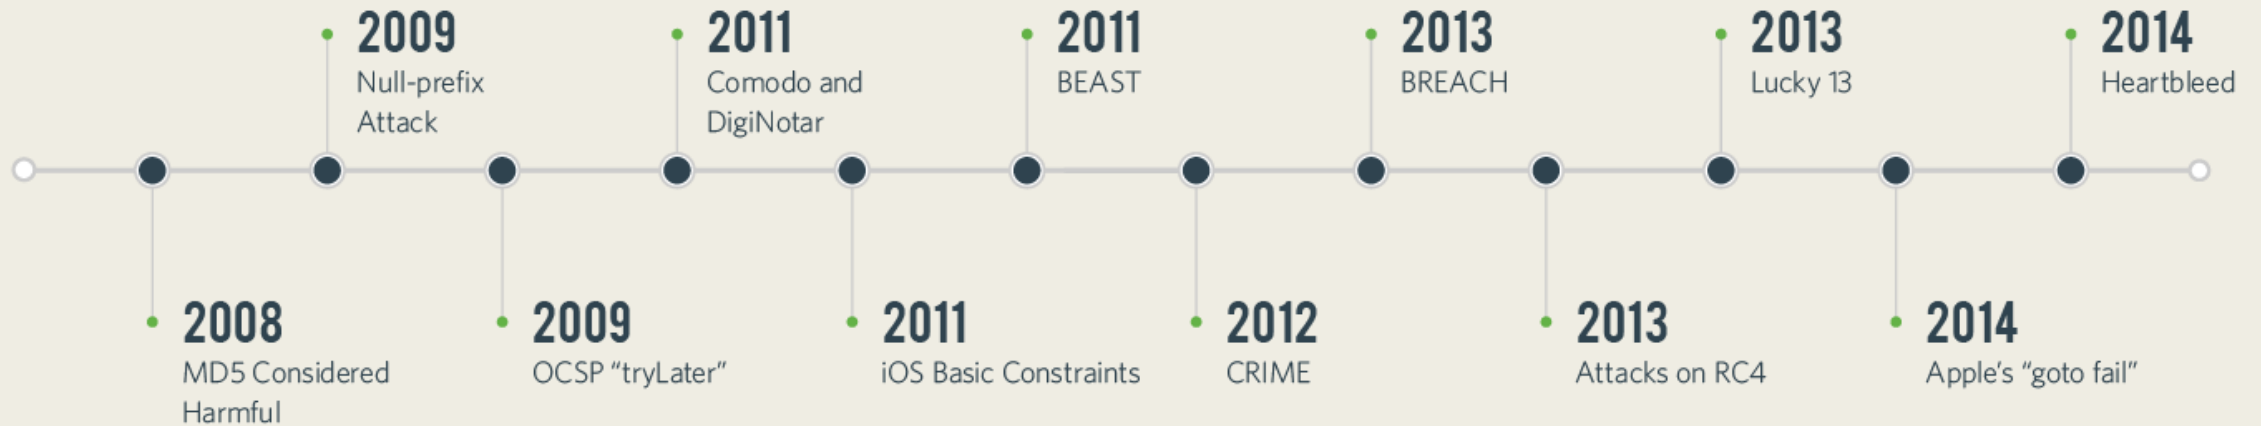 2009
Null-prefix
Attack
2011
Comodo and
DigiNotar
2011
BEAST
2013
BREACH
2013
Lucky 13
2014
Heartbleed
2008
MD5 Considered
Harmful
2009
OCSP “tryLater”
2011
iOS Basic Constraints
2012
CRIME
2013
Attacks on RC4
2014
Apple’s “goto fail”